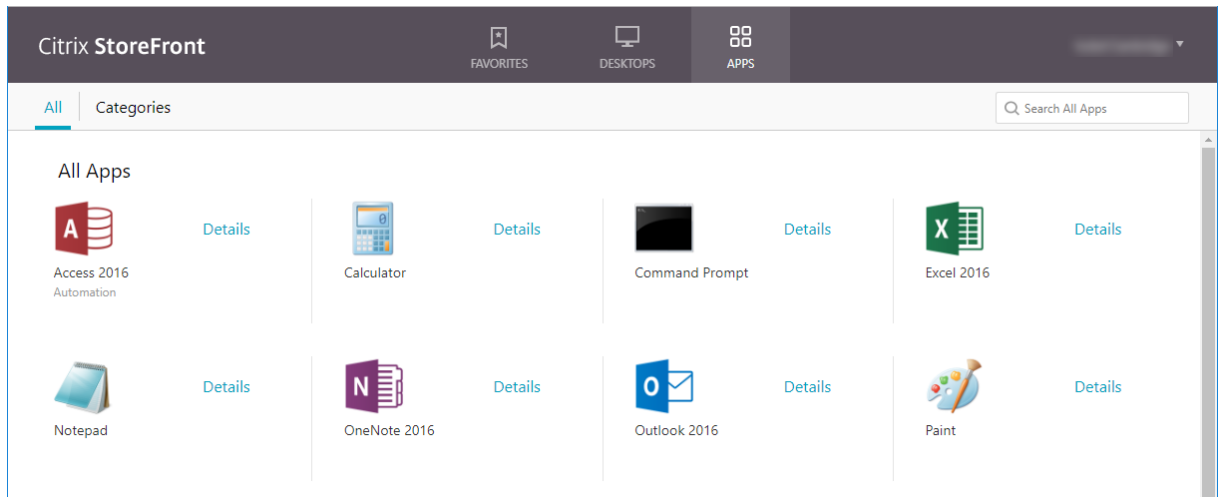 Citrix StoreFront
FAVORITES
DESKTOPS
APPS
All
Categories
Search All Apps
All Apps
Details
Details
Details
Details
Access 2016
Calculator
Command Prompt
Excel 2016
Automation
Details
Details
Details
Details
Notepad
OneNote 2016
Outlook 2016
Paint